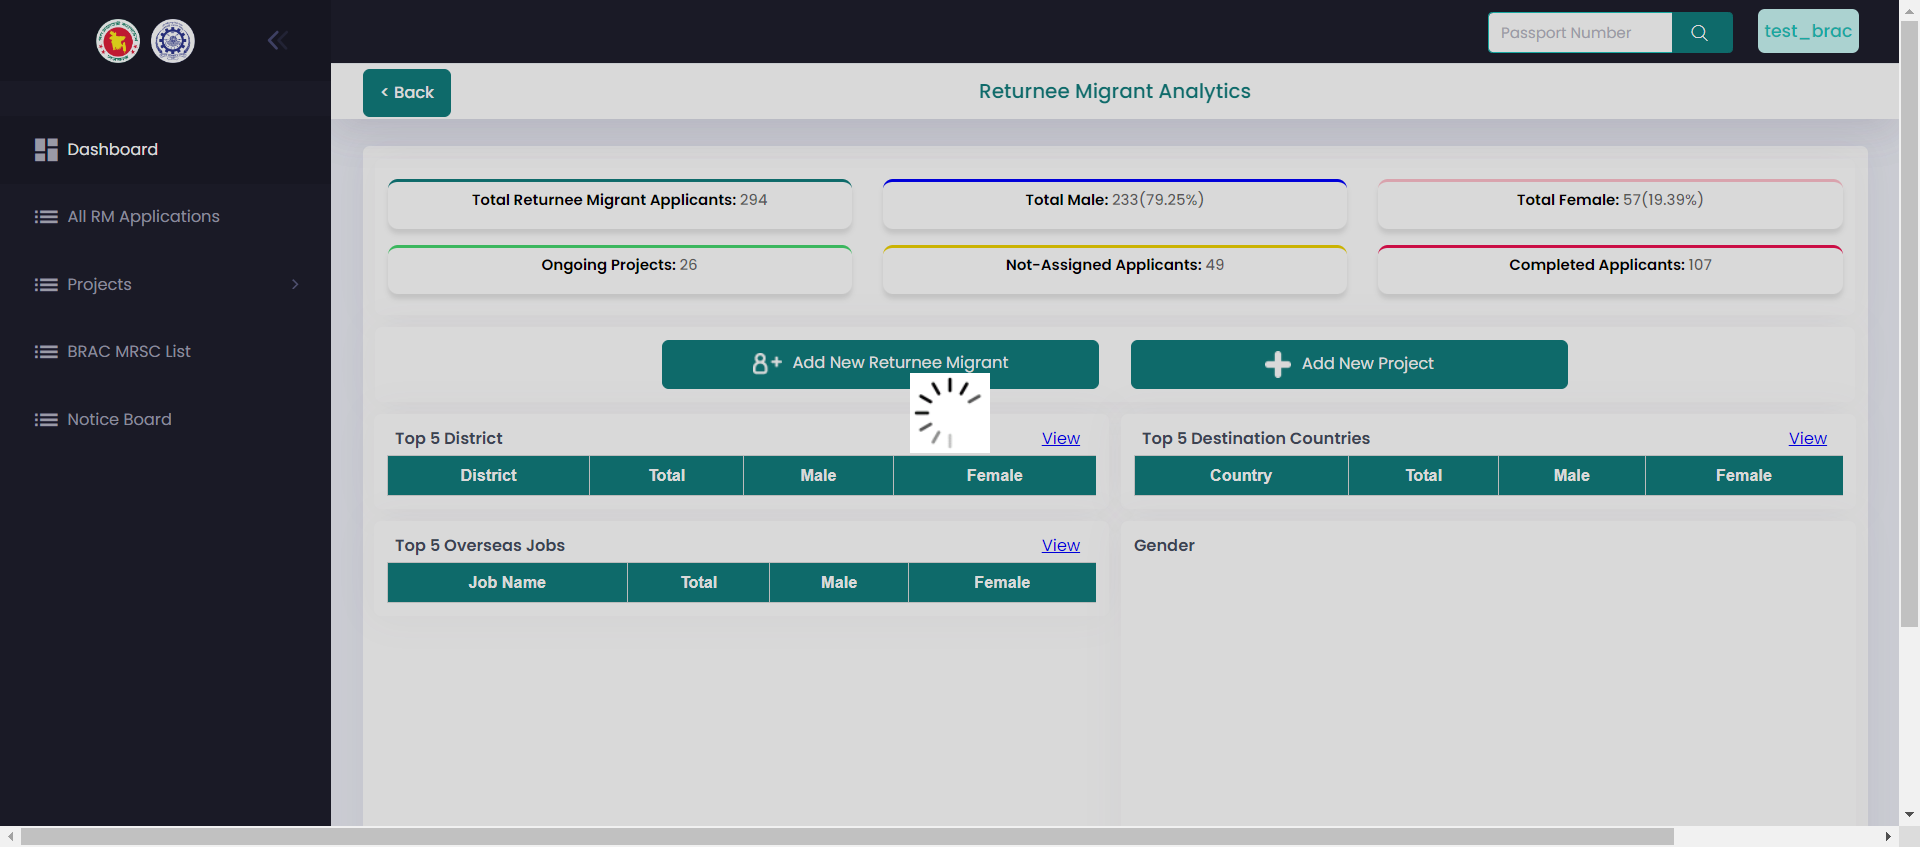 Passport Number
test_brac
< Back
Returnee Migrant Analytics
Dashboard
All RM Applications
Projects
BRAC MRSC List
Notice Board
Total Returnee Migrant Applicants: 294
Total Male: 233(79.25%)
Total Female: 57(19.39%)
Ongoing Projects: 26
Not-Assigned Applicants: 49
Completed Applicants: 107
Add New Returnee Migrant
Add New Project
Top 5 District View
District Total Male Female
Top 5 Destination Countries View
Country Total Male Female
Top 5 Overseas Jobs View
Job Name Total Male Female
Gender